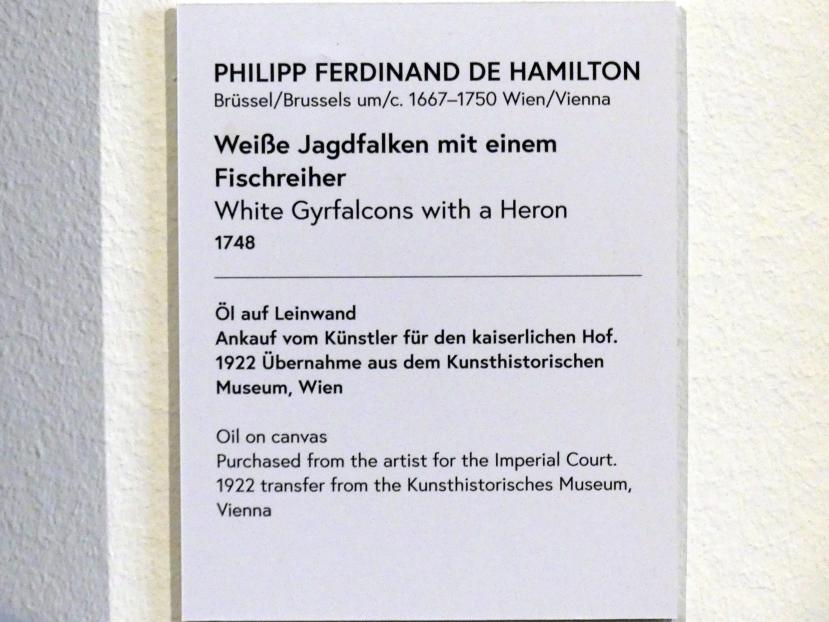 PHILIPP FERDINAND DE HAMILTON
Brüssel/Brussels um/c. 1667–1750 Wien/Vienna
Weiße Jagdfalken mit einem
Fischreiher
White Gyrfalcons with a Heron
1748
Öl auf Leinwand
Ankauf vom Künstler für den kaiserlichen Hof.
1922 Übernahme aus dem Kunsthistorischen
Museum, Wien
Oil on canvas
Purchased from the artist for the Imperial Court.
1922 transfer from the Kunsthistorisches Museum,
Vienna